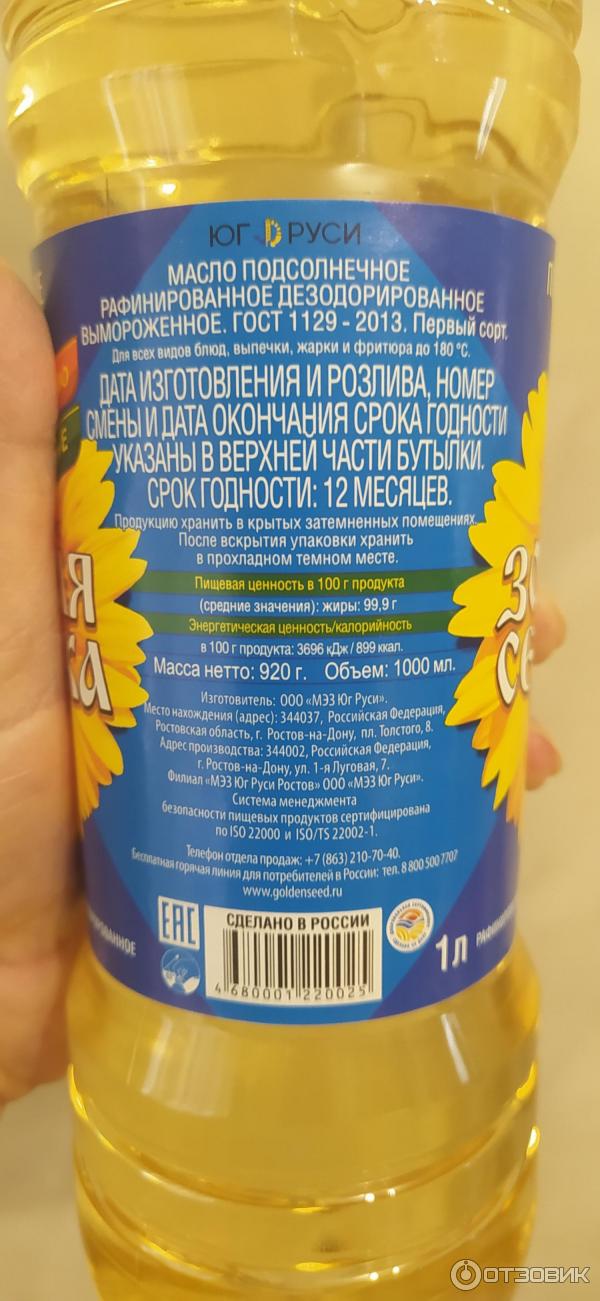 ЮГ РУСИ
МАСЛО ПОДСОЛНЕЧНОЕ
РАФИНИРОВАННОЕ ДЕЗОДОРИРОВАННОЕ
ВЫМОРОЖЕННОЕ. ГОСТ 1129 - 2013. Первый сорт.
Для всех видов блюд, выпечки, жарки и фритюра до 180 °С.
ДАТА ИЗГОТОВЛЕНИЯ И РОЗЛИВА, НОМЕР
СМЕНЫ И ДАТА ОКОНЧАНИЯ СРОКА ГОДНОСТИ
УКАЗАНЫ В ВЕРХНЕЙ ЧАСТИ БУТЫЛКИ.
СРОК ГОДНОСТИ: 12 МЕСЯЦЕВ.
Продукцию хранить в крытых затемненных помещениях.
После вскрытия упаковки хранить
в прохладном темном месте.
Пищевая ценность в 100 г продукта
(средние значения): жиры: 99,9 г
Энергетическая ценность/калорийность
в 100 г продукта: 3696 кДж / 899 ккал.
Масса нетто: 920 г. Объем: 1000 мл.
Изготовитель: ООО «МЭЗ Юг Руси».
Место нахождения (адрес): 344037, Российская Федерация,
Ростовская область, г. Ростов-на-Дону, пл. Толстого, 8.
Адрес производства: 344002, Российская Федерация,
г. Ростов-на-Дону, ул. 1-я Луговая, 7.
Филиал «МЭЗ Юг Руси Ростов» ООО «МЭЗ Юг Руси».
Система менеджмента
безопасности пищевых продуктов сертифицирована
по ISO 22000 и ISO/TS 22002-1.
Телефон отдела продаж: +7 (863) 210-70-40.
Бесплатная горячая линия для потребителей в России: тел. 8 800 500 7707
www.goldenseed.ru
ЕАС
СДЕЛАНО В РОССИИ
4 680001 220025
1л
ОТЗОВИК